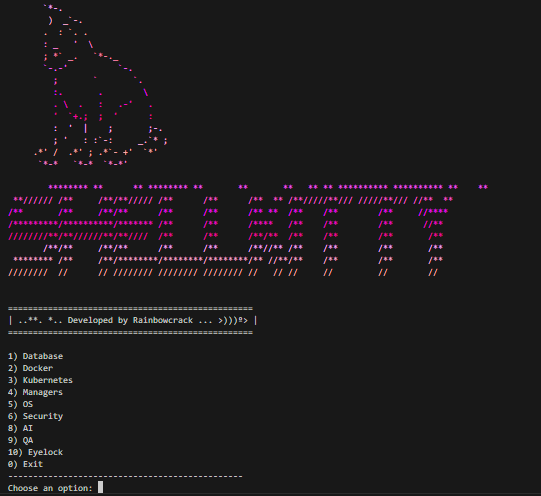 | ..**. *.. Developed by Rainbowcrack ... >)))º> |
1) Database
2) Docker
3) Kubernetes
4) Managers
5) OS
6) Security
8) AI
9) QA
10) Eyelock
0) Exit
Choose an option: